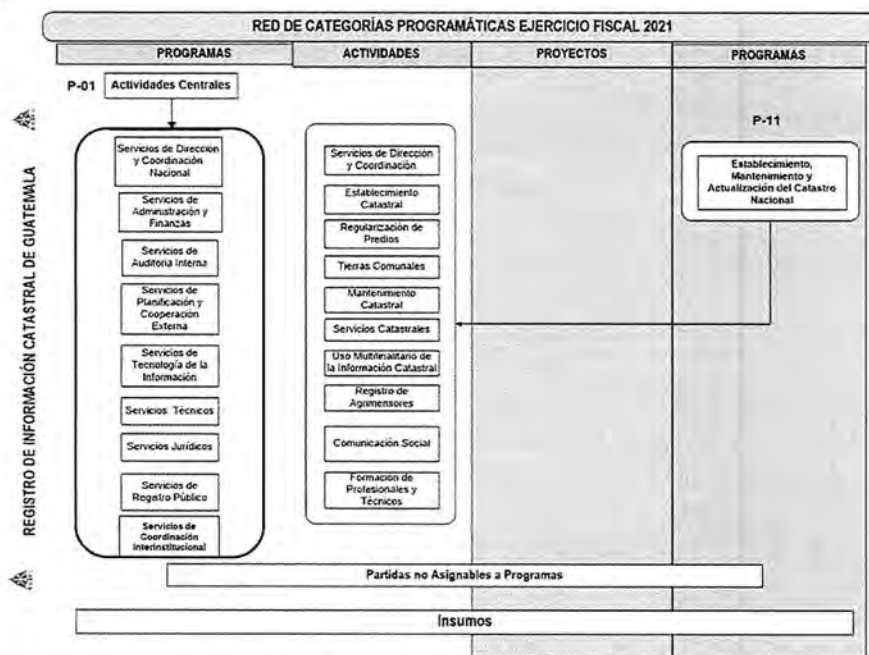 RED DE CATEGORÍAS PROGRAMÁTICAS EJERCICIO FISCAL 2021
PROGRAMAS
ACTIVIDADES
PROYECTOS
PROGRAMAS
REGISTRO DE INFORMACIÓN CATASTRAL DE GUATEMALA
P-01
Actividades Centrales
Servicios de Dirección
y Coordinación
Nacional
Servicios de
Administración y
Finanzas
Servicios de
Auditoría Interna
Servicios de
Planificación y
Cooperación
Externa
Servicios de
Tecnología de la
Información
Servicios Técnicos
Servicios Jurídicos
Servicios de
Registro Público
Servicios de
Coordinación
Interinstitucional
Servicios de Dirección
y Coordinación
Establecimiento
Catastral
Regularización de
Predios
Tierras Comunales
Mantenimiento
Catastral
Servicios Catastrales
Uso Multifinalitario de
la Información Catastral
Registro de
Agrimensores
Comunicación Social
Formación de
Profesionales y
Técnicos
P-11
Establecimiento,
Mantenimiento y
Actualización del Catastro
Nacional
Partidas no Asignables a Programas
Insumos